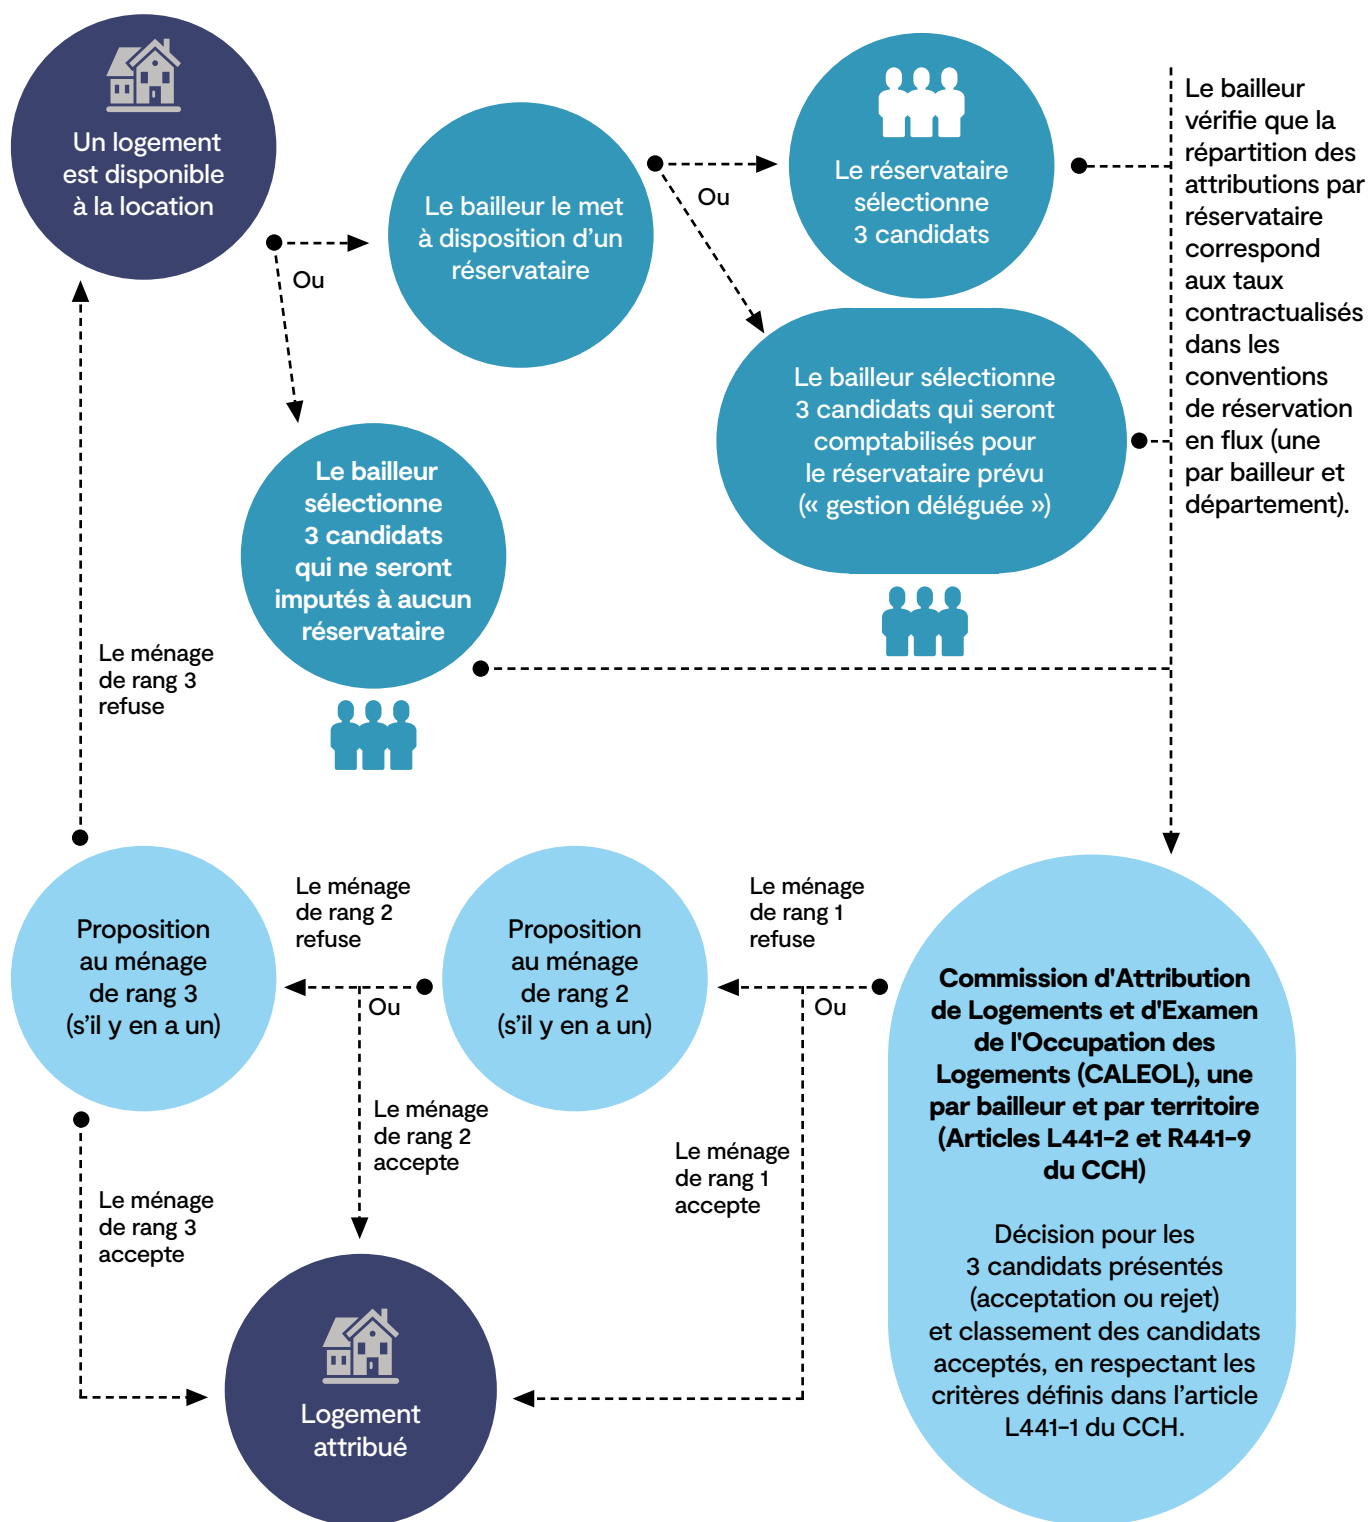 Un logement
est disponible
à la location
Ou
Le bailleur le met
à disposition d'un
réservataire
Ou
Le réservataire
sélectionne
3 candidats
Le bailleur
vérifie que la
répartition des
attributions par
réservataire
correspond
aux taux
contractualisés
dans les
conventions
de réservation
en flux (une
par bailleur et
département).
Le bailleur sélectionne
3 candidats qui seront
comptabilisés pour
le réservataire prévu
(« gestion déléguée »)
Le bailleur
sélectionne
3 candidats
qui ne seront
imputés à aucun
réservataire
Le ménage
de rang 3
refuse
Proposition
au ménage
de rang 3
(s'il y en a un)
Le ménage
de rang 2
refuse
Ou
Proposition
au ménage
de rang 2
(s'il y en a un)
Le ménage
de rang 1
refuse
Ou
Commission d'Attribution
de Logements et d'Examen
de l'Occupation des
Logements (CALEOL), une
par bailleur et par territoire
(Articles L441-2 et R441-9
du CCH)
Décision pour les
3 candidats présentés
(acceptation ou rejet)
et classement des candidats
acceptés, en respectant les
critères définis dans l'article
L441-1 du CCH.
Le ménage
de rang 2
accepte
Le ménage
de rang 1
accepte
Le ménage
de rang 3
accepte
Logement
attribué